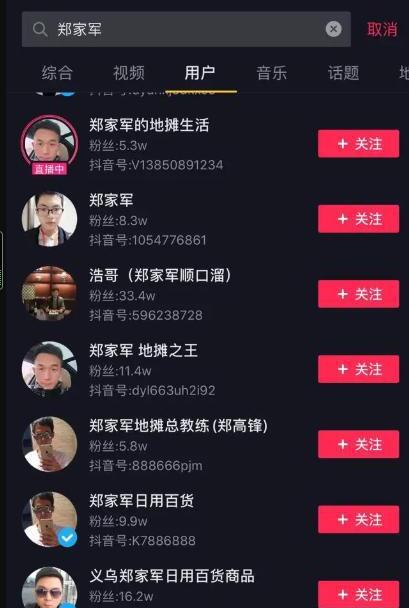 郑家军
取消
综合 视频 用户 音乐 话题
郑家军的地摊生活
粉丝:5.3w
抖音号:V13850891234
直播中
+ 关注
郑家军
粉丝:8.3w
抖音号:1054776861
+ 关注
浩哥（郑家军顺口溜）
粉丝:33.4w
抖音号:596238728
+ 关注
郑家军 地摊之王
粉丝:11.4w
抖音号:dyl663uh2i92
+ 关注
郑家军地摊总教练(郑高锋)
粉丝:5.8w
抖音号:888666pjm
+ 关注
郑家军日用百货
粉丝:9.9w
抖音号:K7886888
+ 关注
义乌郑家军日用百货商品
粉丝:16.2w
+ 关注